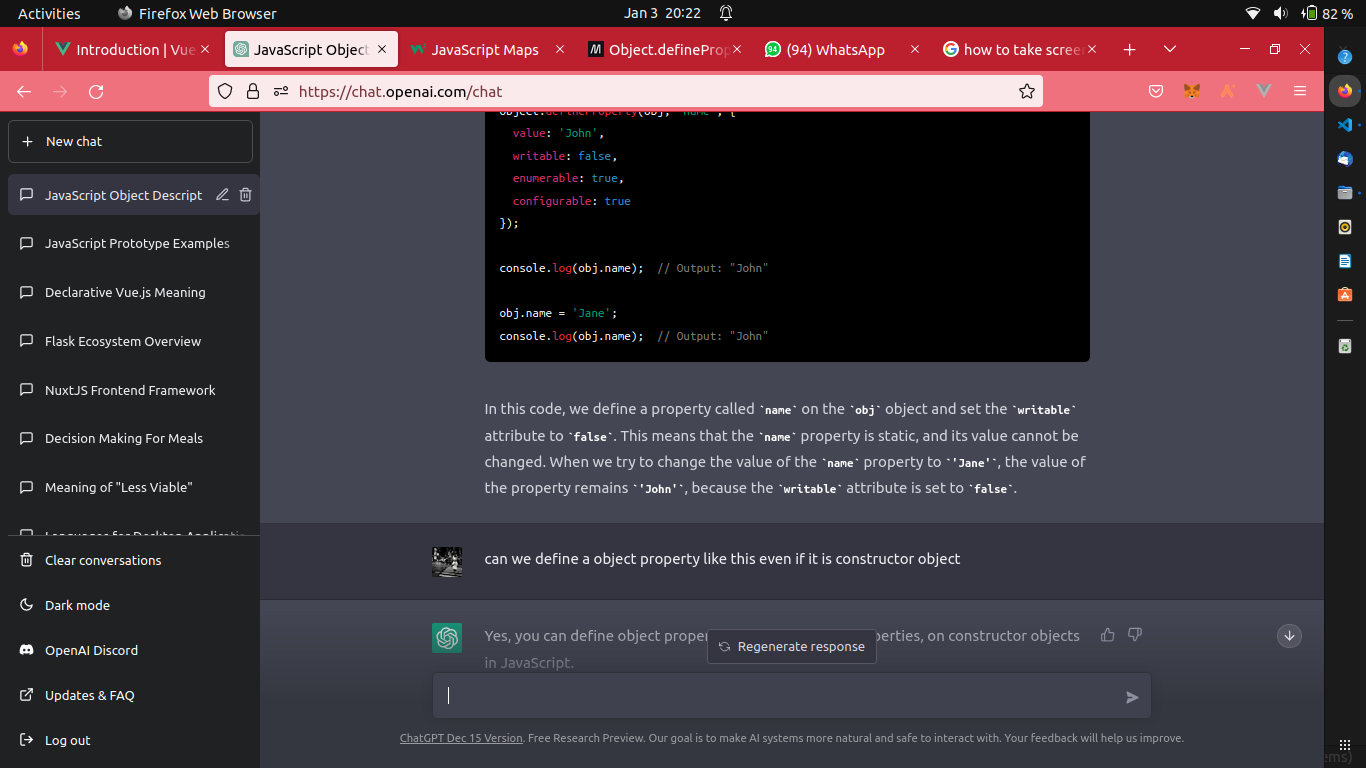 Activities
Firefox Web Browser
Jan 3 20:22
82 %
Introduction | Vue
JavaScript Object
JavaScript Maps
Object.defineProp
(94) WhatsApp
how to take scree
https://chat.openai.com/chat
New chat
JavaScript Object Descript
JavaScript Prototype Examples
Declarative Vue.js Meaning
Flask Ecosystem Overview
NuxtJS Frontend Framework
Decision Making For Meals
Meaning of "Less Viable"
Languages for Desktop Applicatio
Clear conversations
Dark mode
OpenAI Discord
Updates & FAQ
Log out
Object.defineProperty(obj, 'name', {
value: 'John',
writable: false,
enumerable: true,
configurable: true
});
console.log(obj.name);  // Output: "John"
obj.name = 'Jane';
console.log(obj.name);  // Output: "John"
In this code, we define a property called `name` on the `obj` object and set the `writable`
attribute to `false`. This means that the `name` property is static, and its value cannot be
changed. When we try to change the value of the `name` property to `'Jane'`, the value of
the property remains `'John'`, because the `writable` attribute is set to `false`.
can we define a object property like this even if it is constructor object
Yes, you can define object proper
erties, on constructor objects
in JavaScript.
Regenerate response
ChatGPT Dec 15 Version. Free Research Preview. Our goal is to make AI systems more natural and safe to interact with. Your feedback will help us improve.
ems)